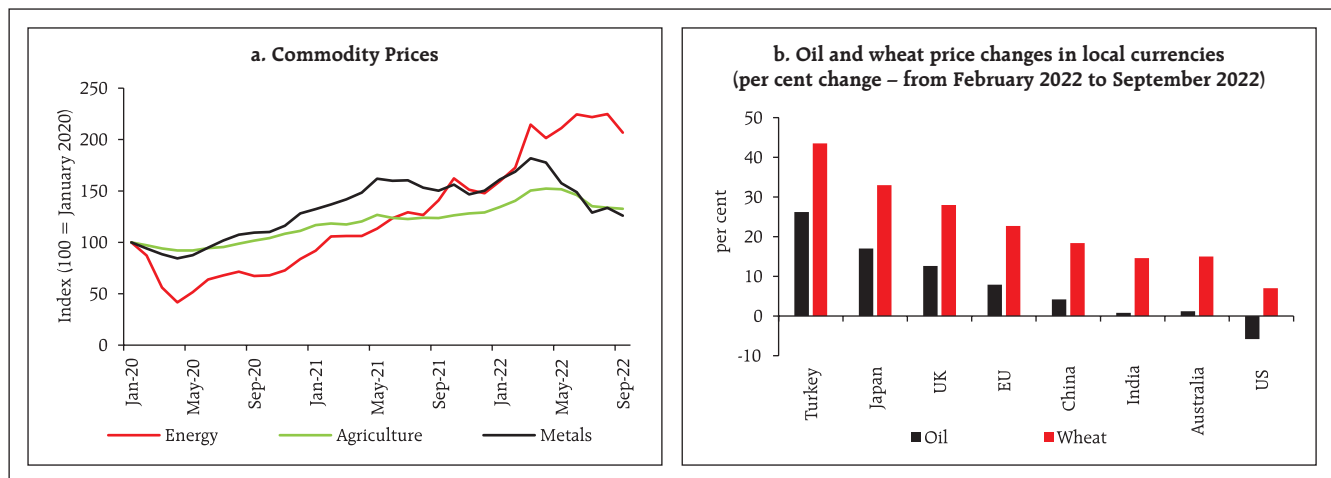 a. Commodity Prices
Index (100 = January 2020)
250
200
150
100
50
0
Jan-20
May-20
Sep-20
Jan-21
May-21
Sep-21
Jan-22
May-22
Sep-22
Energy
Agriculture
Metals
b. Oil and wheat price changes in local currencies
(per cent change – from February 2022 to September 2022)
per cent
50
40
30
20
10
0
-10
Turkey
Japan
UK
EU
China
India
Australia
US
Oil
Wheat